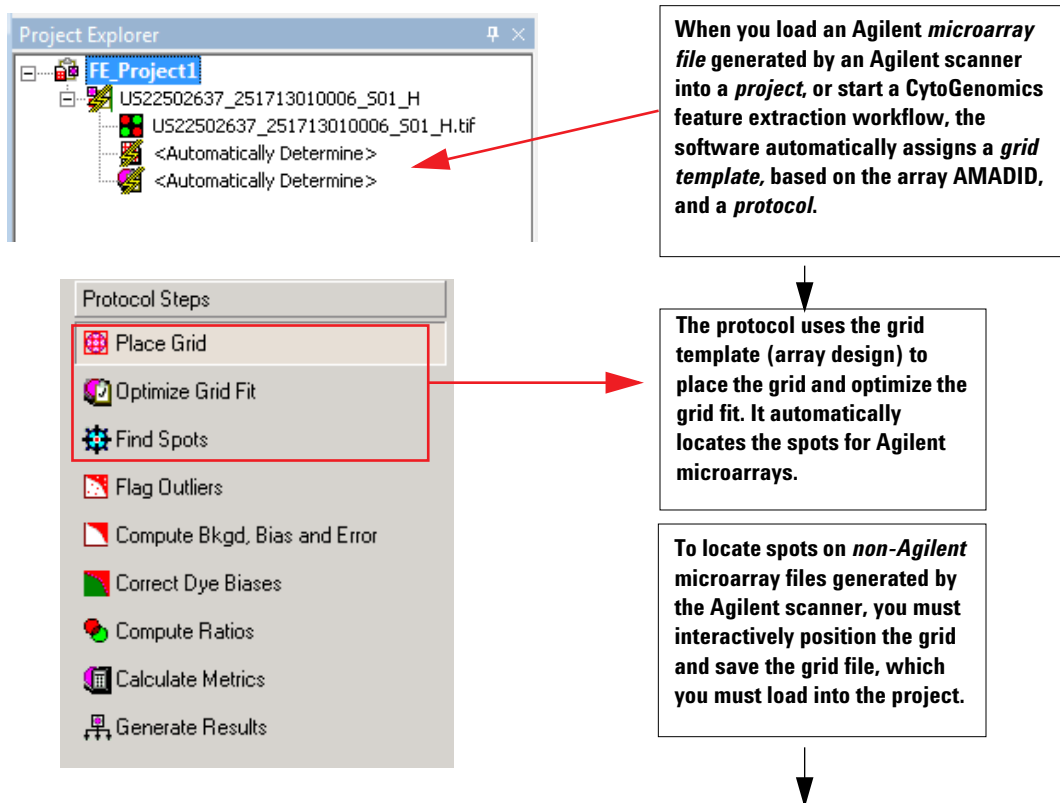 Project Explorer
FE_Project1
US22502637_251713010006_S01_H
US22502637_251713010006_S01_H.tif
<Automatically Determine>
<Automatically Determine>
When you load an Agilent microarray
file generated by an Agilent scanner
into a project, or start a CytoGenomics
feature extraction workflow, the
software automatically assigns a grid
template, based on the array AMADID,
and a protocol.
Protocol Steps
Place Grid
Optimize Grid Fit
Find Spots
Flag Outliers
Compute Bkgd, Bias and Error
Correct Dye Biases
Compute Ratios
Calculate Metrics
Generate Results
The protocol uses the grid
template (array design) to
place the grid and optimize the
grid fit. It automatically
locates the spots for Agilent
microarrays.
To locate spots on non-Agilent
microarray files generated by
the Agilent scanner, you must
interactively position the grid
and save the grid file, which
you must load into the project.